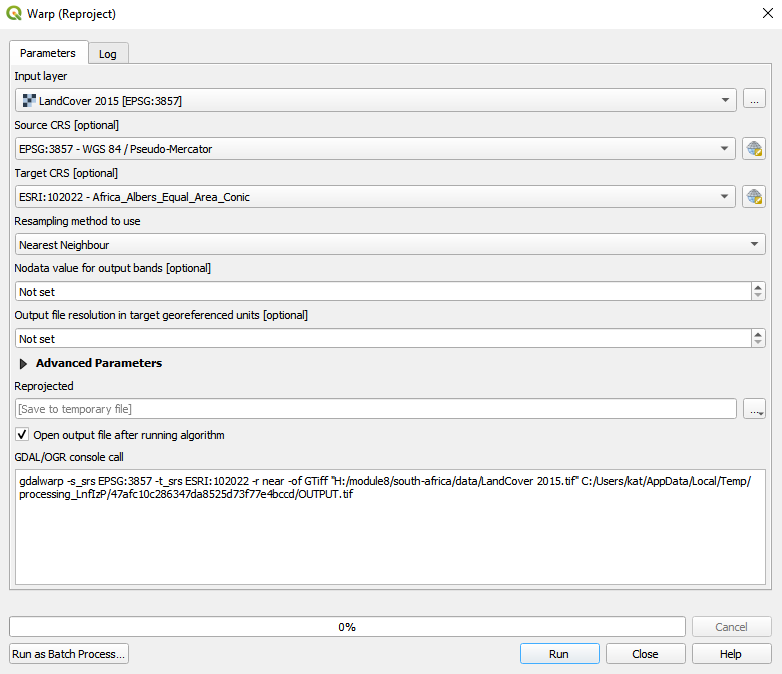 Warp (Reproject)
Parameters
Log
Input layer
LandCover 2015 [EPSG:3857]
...
Source CRS [optional]
EPSG:3857 - WGS 84 / Pseudo-Mercator
Target CRS [optional]
ESRI:102022 - Africa_Albers_Equal_Area_Conic
Resampling method to use
Nearest Neighbour
Nodata value for output bands [optional]
Not set
Output file resolution in target georeferenced units [optional]
Not set
Advanced Parameters
Reprojected
[Save to temporary file]
...
Open output file after running algorithm
GDAL/OGR console call
gdalwarp -s_srs EPSG:3857 -t_srs ESRI:102022 -r near -of GTiff "H:/module8/south-africa/data/LandCover 2015.tif" C:/Users/kat/AppData/Local/Temp/
processing_LnfIzP/47afc10c286347da8525d73f77e4bccd/OUTPUT.tif
0%
Cancel
Run as Batch Process...
Run
Close
Help